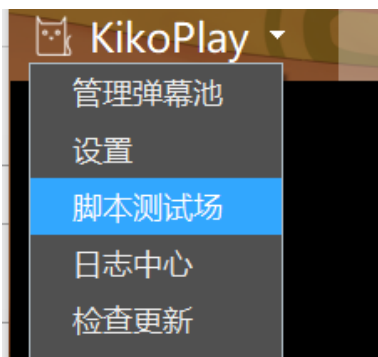 KikoPlay
管理弹幕池
设置
脚本测试场
日志中心
检查更新